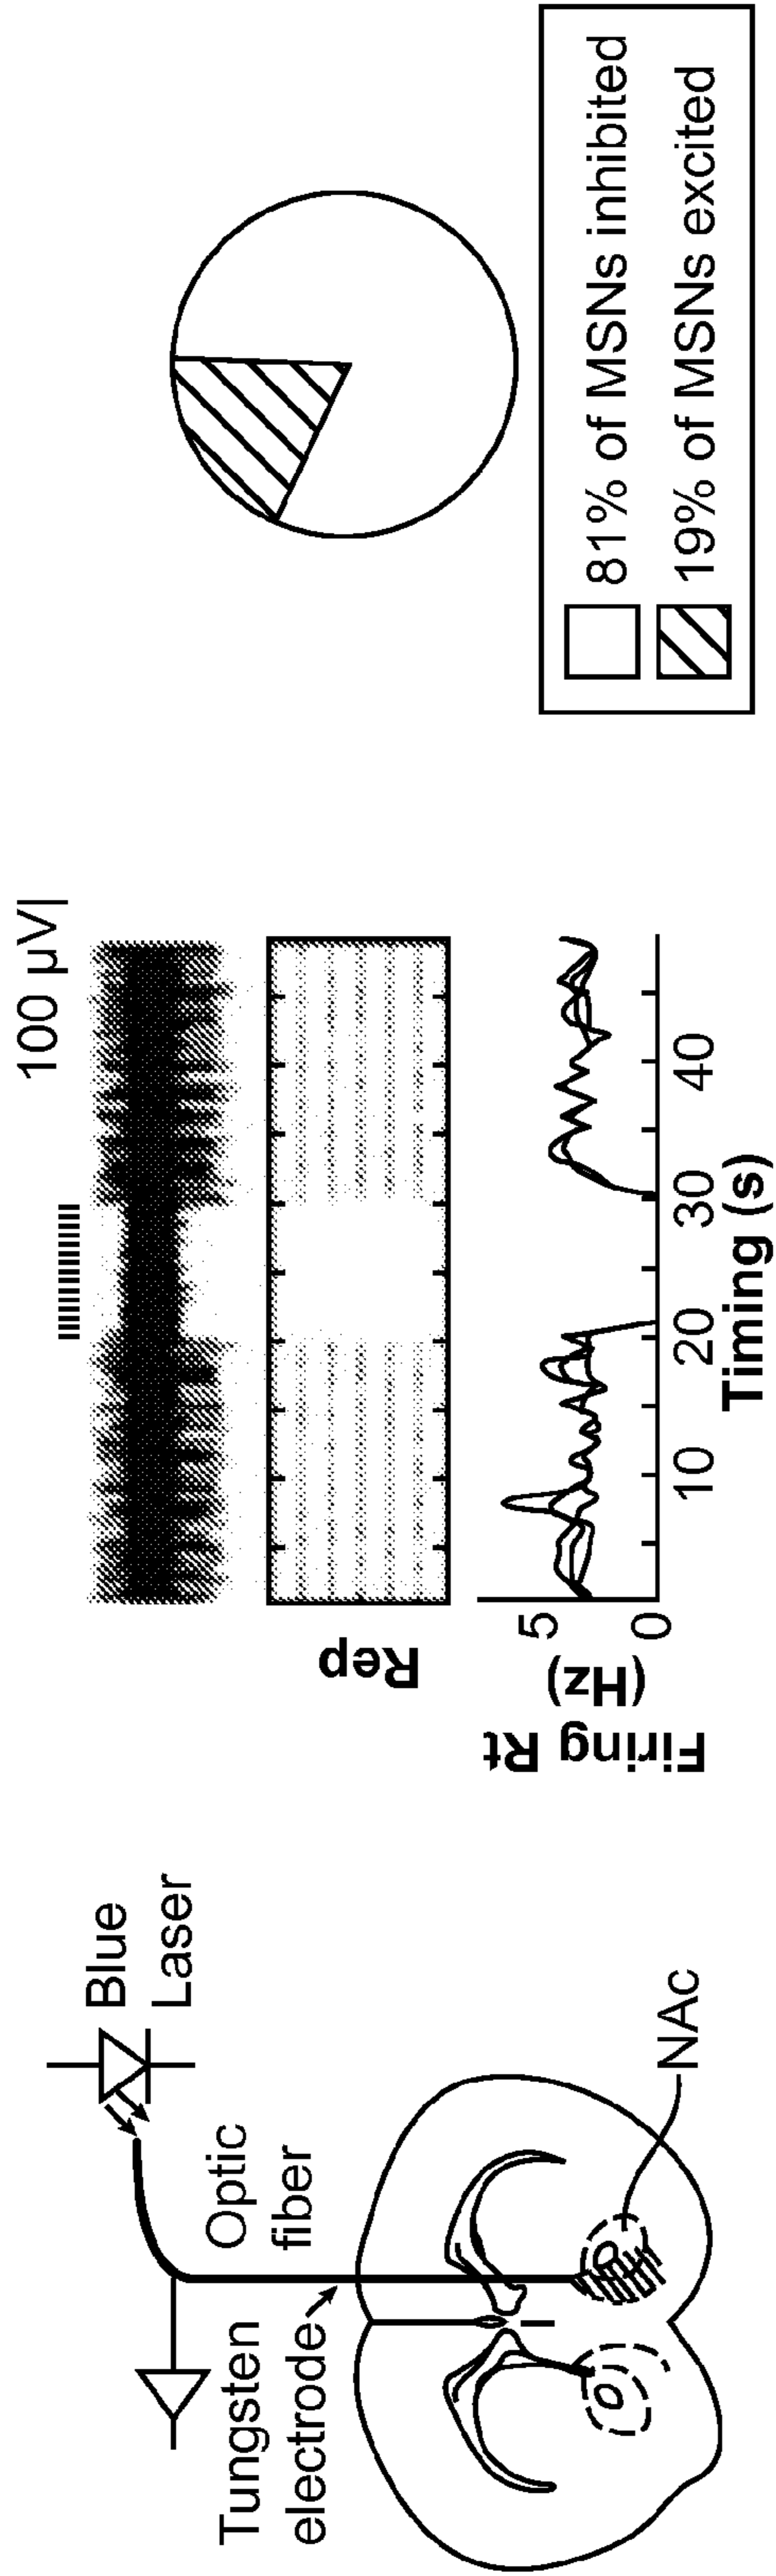 Blue
Laser
Optic
fiber
Tungsten
electrode
NAc
100 µV
Rep
Firing Rt
(Hz)
5
0
10
20
30
40
Timing (s)
81% of MSNs inhibited
19% of MSNs excited